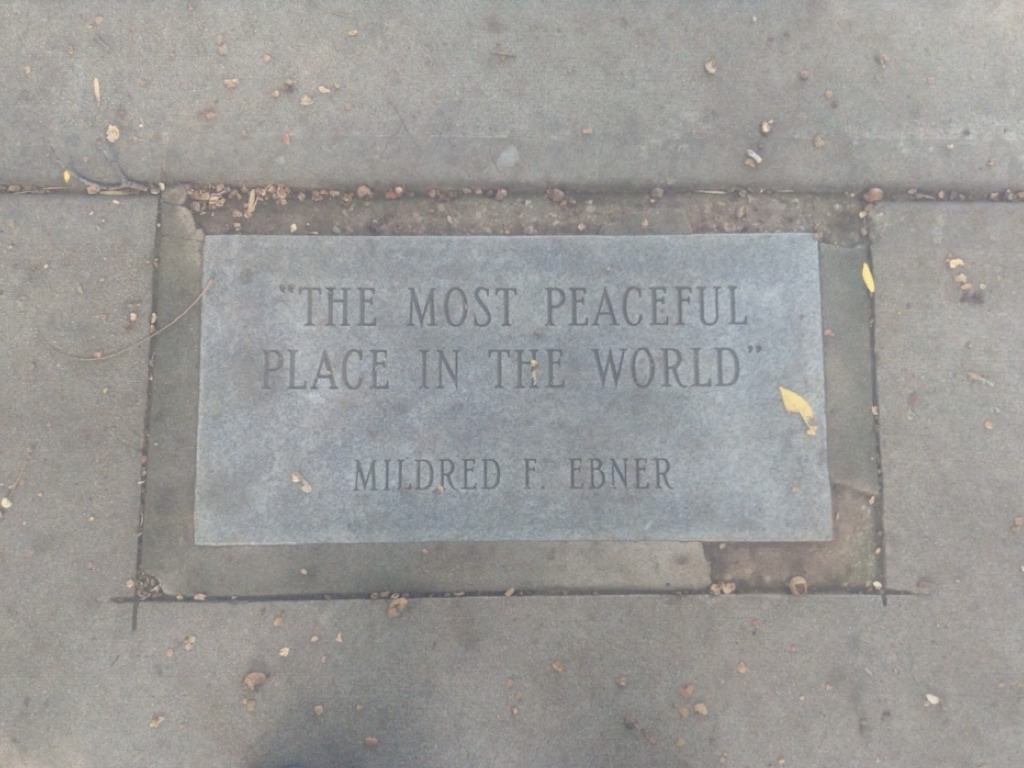 "THE MOST PEACEFUL
PLACE IN THE WORLD"
MILDRED F. EBNER